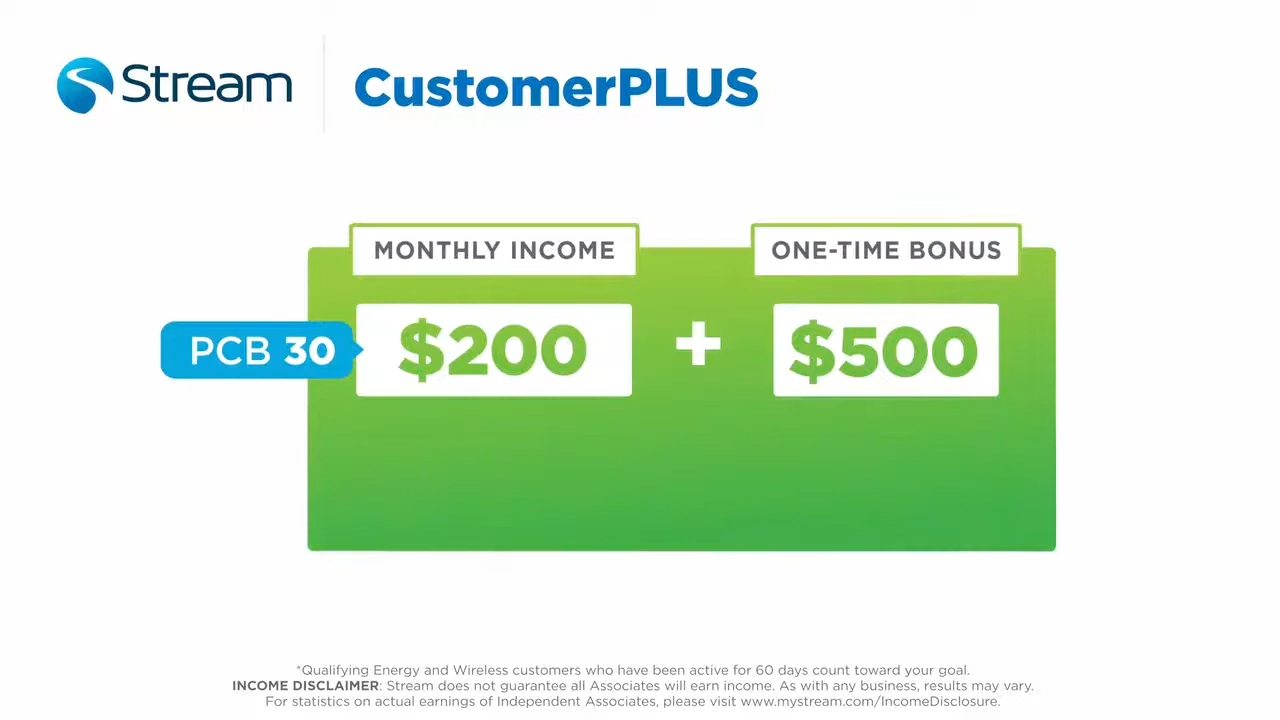 Stream
CustomerPLUS
MONTHLY INCOME
ONE-TIME BONUS
PCB 30
$200
+
$500
*Qualifying Energy and Wireless customers who have been active for 60 days count toward your goal.
INCOME DISCLAIMER: Stream does not guarantee all Associates will earn income. As with any business, results may vary.
For statistics on actual earnings of Independent Associates, please visit www.mystream.com/IncomeDisclosure.